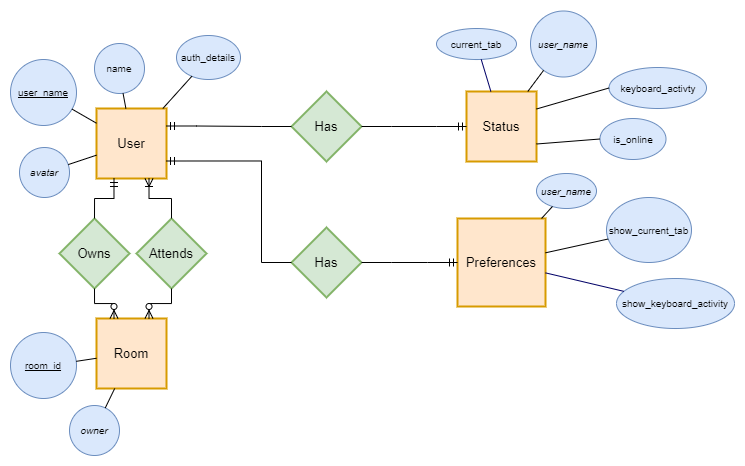 auth_details
name
user_name
avatar
User
Has
current_tab
user_name
keyboard_activty
Status
is_online
Owns
Attends
Has
user_name
Preferences
show_current_tab
show_keyboard_activity
Room
room_id
owner